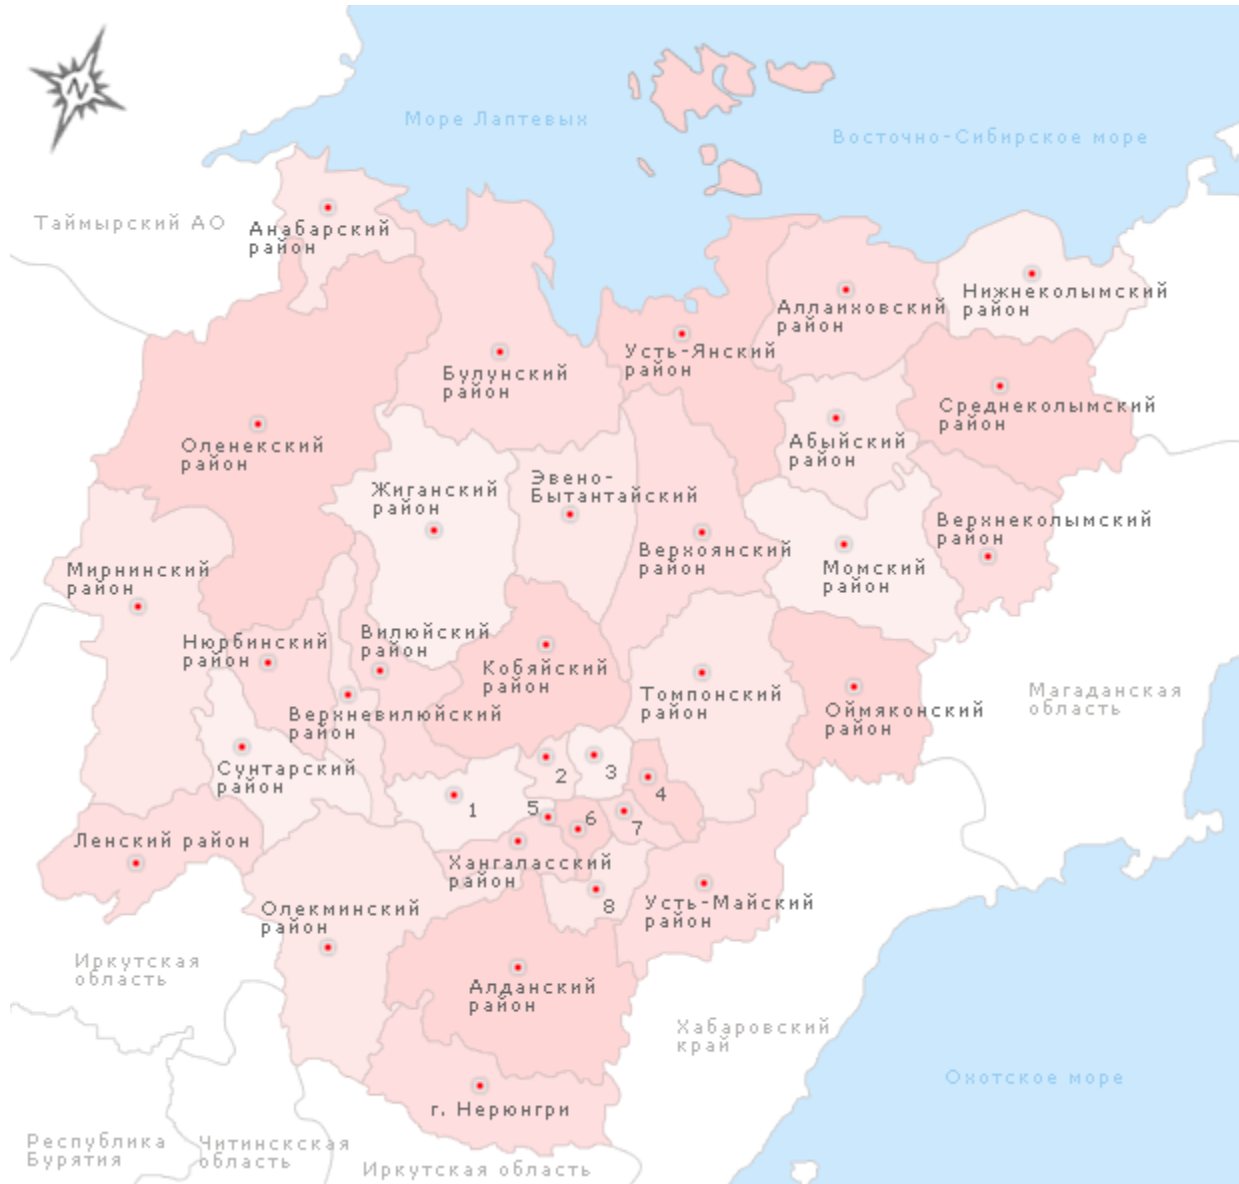 N
Море Лаптевых
Восточно-Сибирское море
Таймырский АО
Анабарский
район
Нижнеколымский
район
Аллаиховский
район
Усть-Янский
район
Булунский
район
Среднеколымский
район
Оленекский
район
Абыйский
район
Жиганский
район
Эвено-
Бытантайский
Верхнеколымский
район
Верхоянский
район
Момский
район
Мирнинский
район
Нюрбинский
район
Вилюйский
район
Кобяйский
район
Томпонский
район
Оймяконский
район
Магаданская
область
Верхневилюйский
район
Сунтарский
район
1
2
3
4
5
6
7
Ленский район
Хангаласский
район
8
Усть-Майский
район
Олекминский
район
Иркутская
область
Алданский
район
Хабаровский
край
Охотское море
г. Нерюнгри
Республика
Бурятия
Читинскская
область
Иркутская область